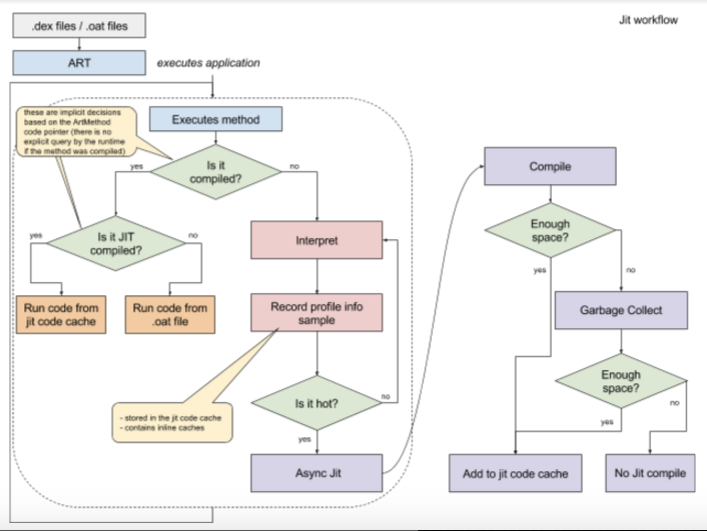 .dex files / .oat files
Jit workflow
ART
executes application
these are implicit decisions
based on the ArtMethod
code pointer (there is no
explicit query by the runtime
if the method was compiled)
Executes method
Is it
compiled?
yes
no
Is it JIT
compiled?
yes
no
Run code from
jit code cache
Run code from
.oat file
Interpret
Record profile info
sample
- stored in the jit code cache
- contains inline caches
Is it hot?
no
yes
Async Jit
Compile
Enough
space?
yes
no
Garbage Collect
Enough
space?
yes
no
Add to jit code cache
No Jit compile